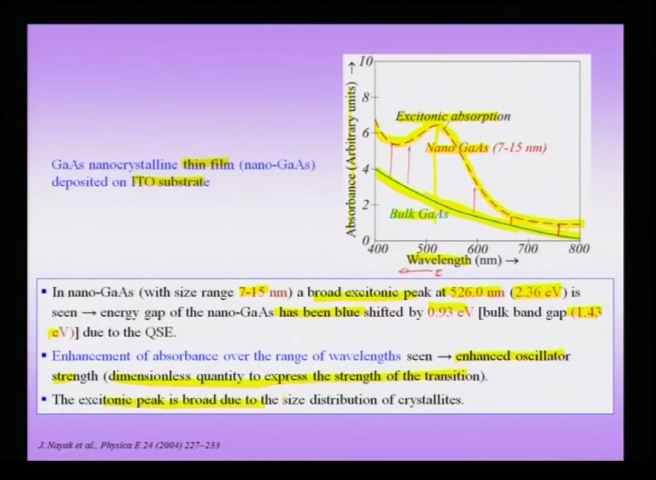 GaAs nanocrystalline thin film (nano-GaAs)
deposited on ITO substrate
Absorbance (Arbitrary units) →
10
8
6
4
2
0
Excitonic absorption
Nano GaAs (7-15 nm)
Bulk GaAs
400 500 600 700 800
Wavelength (nm) →
E
▪ In nano-GaAs (with size range 7-15 nm) a broad excitonic peak at 526.0 nm (2.36 eV) is
seen → energy gap of the nano-GaAs has been blue shifted by 0.93 eV [bulk band gap (1.43
eV)] due to the QSE.
▪ Enhancement of absorbance over the range of wavelengths seen → enhanced oscillator
strength (dimensionless quantity to express the strength of the transition).
▪ The excitonic peak is broad due to the size distribution of crystallites.
J. Nayak et al., Physica E 24 (2004) 227–233